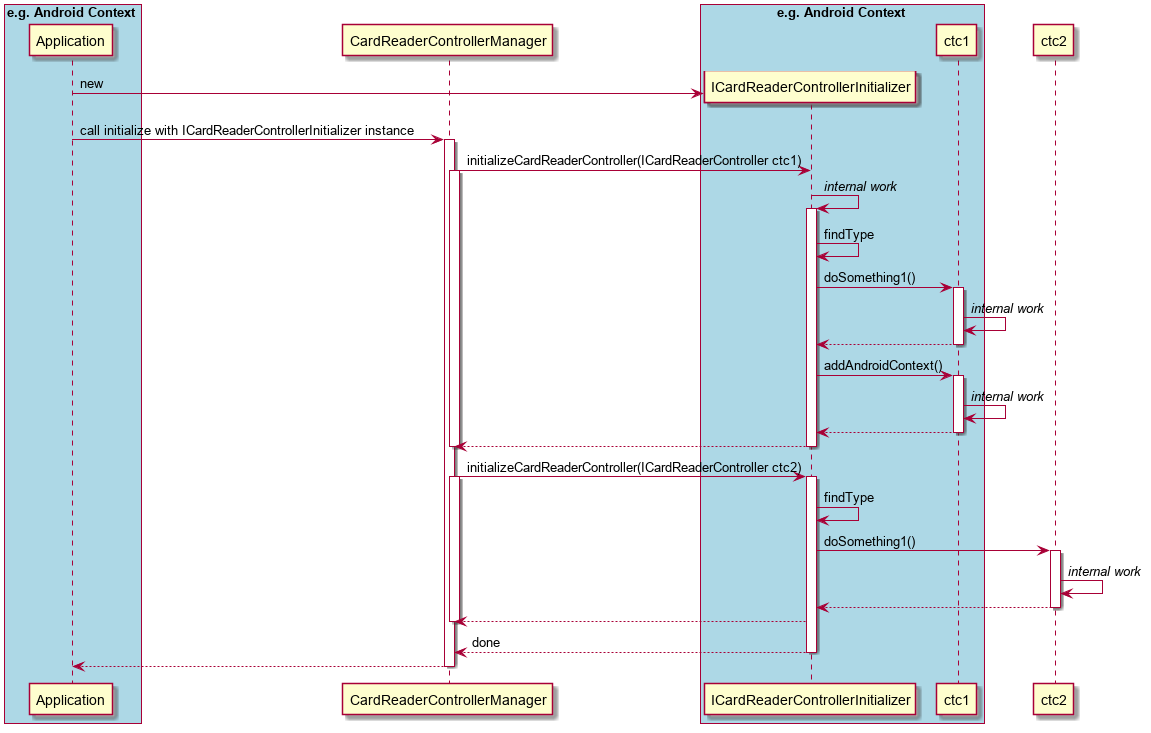 e.g. Android Context
e.g. Android Context
Application
CardReaderControllerManager
ctc1
ctc2
new
ICardReaderControllerInitializer
call initialize with ICardReaderControllerInitializer instance
initializeCardReaderController(ICardReaderController ctc1)
internal work
findType
doSomething1()
internal work
addAndroidContext()
internal work
initializeCardReaderController(ICardReaderController ctc2)
findType
doSomething1()
internal work
done
Application
CardReaderControllerManager
ICardReaderControllerInitializer
ctc1
ctc2